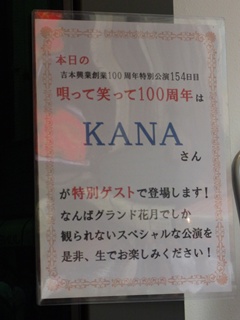 本日の
吉本興業創業100周年特別公演154日目
唄って笑って100周年は
KANA
さん
が特別ゲストで登場します!
なんばグランド花月でしか
観られないスペシャルな公演を
是非、生でお楽しみください!